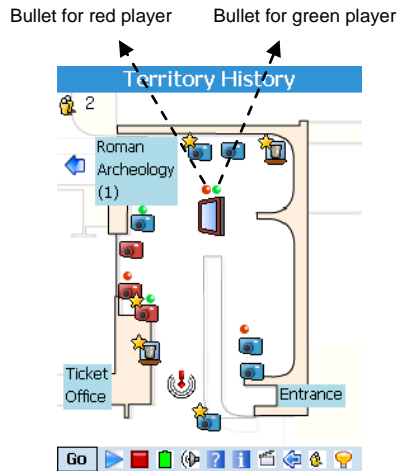 Bullet for red player Bullet for green player
Territory History
2
Roman
Archeology
(1)
Ticket
Office
Entrance
Go